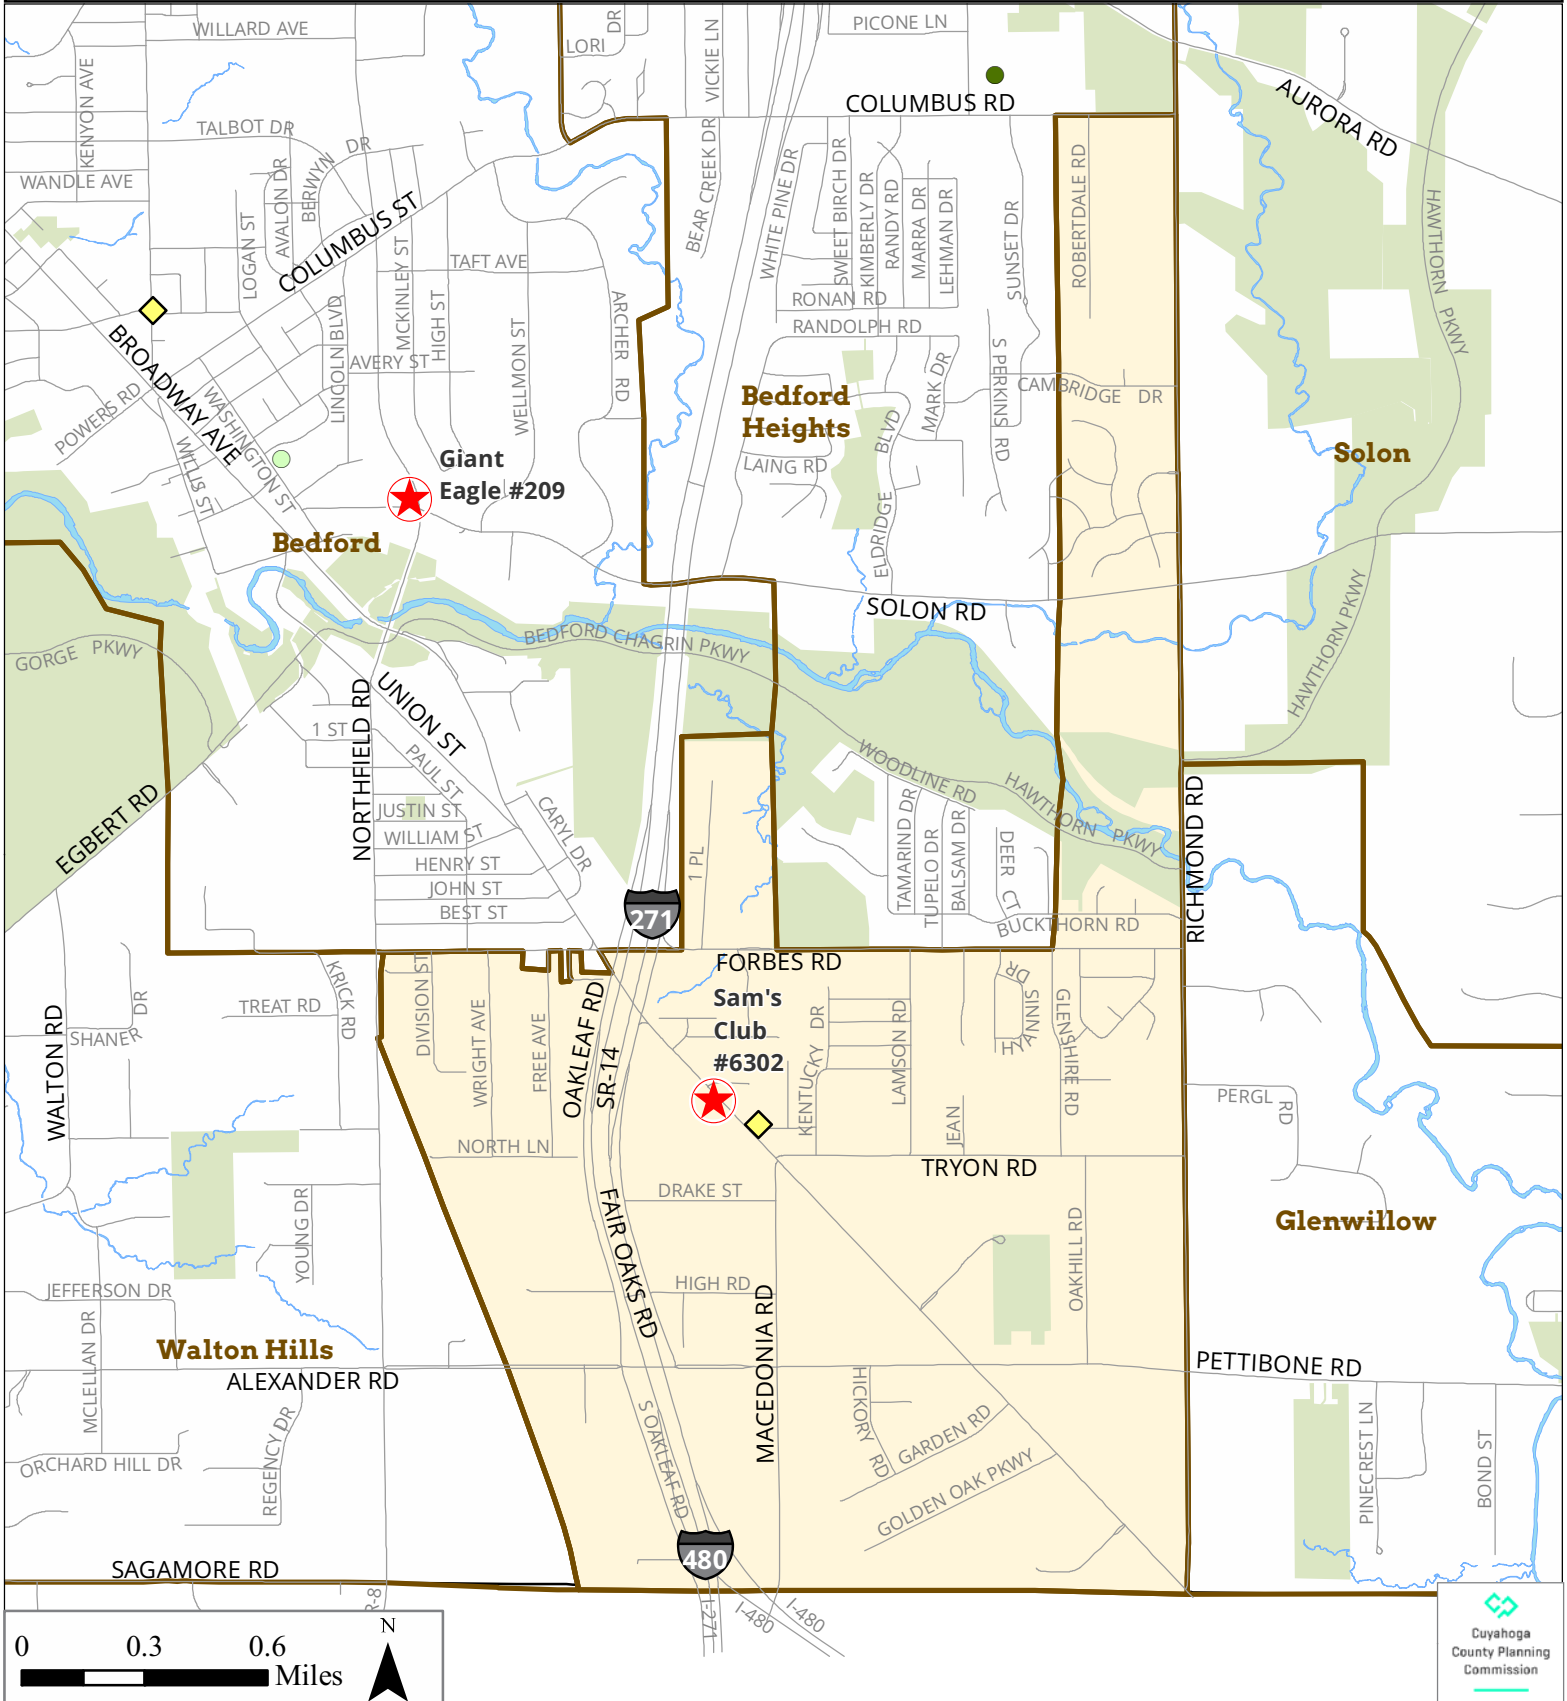 WILLARD AVE
LORI
DR
VICKIE LN
PICONE LN
COLUMBUS RD
AURORA RD
KENYON AVE
TALBOT DR
WANDLE AVE
AVALON DR
BERWYN DR
LOGAN ST
COLUMBUS ST
BEAR CREEK DR
WHITE PINE DR
SWEET BIRCH DR
KIMBERLY DR
RANDY RD
MARRA DR
LEHMAN DR
SUNSET DR
ROBERTDALE RD
HAWTHORN PKWY
TAFT AVE
MCKINLEY ST
HIGH ST
LINCOLN BLVD
AVERY ST
WELLMON ST
ARCHER RD
RONAN RD
RANDOLPH RD
BROADWAY AVE
POWERS RD
WASHINGTON ST
WILLIS ST
Bedford
Heights
MARK DR
S PERKINS RD
CAMBRIDGE DR
LAING RD
ELDRIDGE BLVD
Solon
Giant
Eagle #209
Bedford
SOLON RD
BEDFORD CHAGRIN PKWY
HAWTHORN PKWY
GORGE PKWY
NORTHFIELD RD
UNION ST
1 ST
PAUL ST
JUSTIN ST
WILLIAM ST
HENRY ST
JOHN ST
BEST ST
CARYL DR
EGBERT RD
271
1 PL
WOODLINE RD
HAWTHORN PKWY
TAMARIND DR
TUPELO DR
BALSAM DR
DEER CT
BUCKTHORN RD
RICHMOND RD
FORBES RD
Sam's
Club
#6302
WALTON RD
SHANER DR
TREAT RD
KRICK RD
DIVISION ST
WRIGHT AVE
FREE AVE
OAKLEAF RD
SR-14
KENTUCKY DR
LAMSON RD
HANNIS DR
GLENSHIRE RD
JEAN
PERGL RD
NORTH LN
TRYON RD
DRAKE ST
Glenwillow
YOUNG DR
FAIR OAKS RD
OAKHILL RD
JEFFERSON DR
HIGH RD
MACEDONIA RD
MCLELLAN DR
Walton Hills
ALEXANDER RD
PETTIBONE RD
REGENCY DR
ORCHARD HILL DR
S OAKLEAF RD
HICKORY RD
GARDEN RD
GOLDEN OAK PKWY
PINECREST LN
BOND ST
480
SAGAMORE RD
R-8
I-271
I-480
I-480
0 0.3 0.6
Miles
N
Cuyahoga
County Planning
Commission